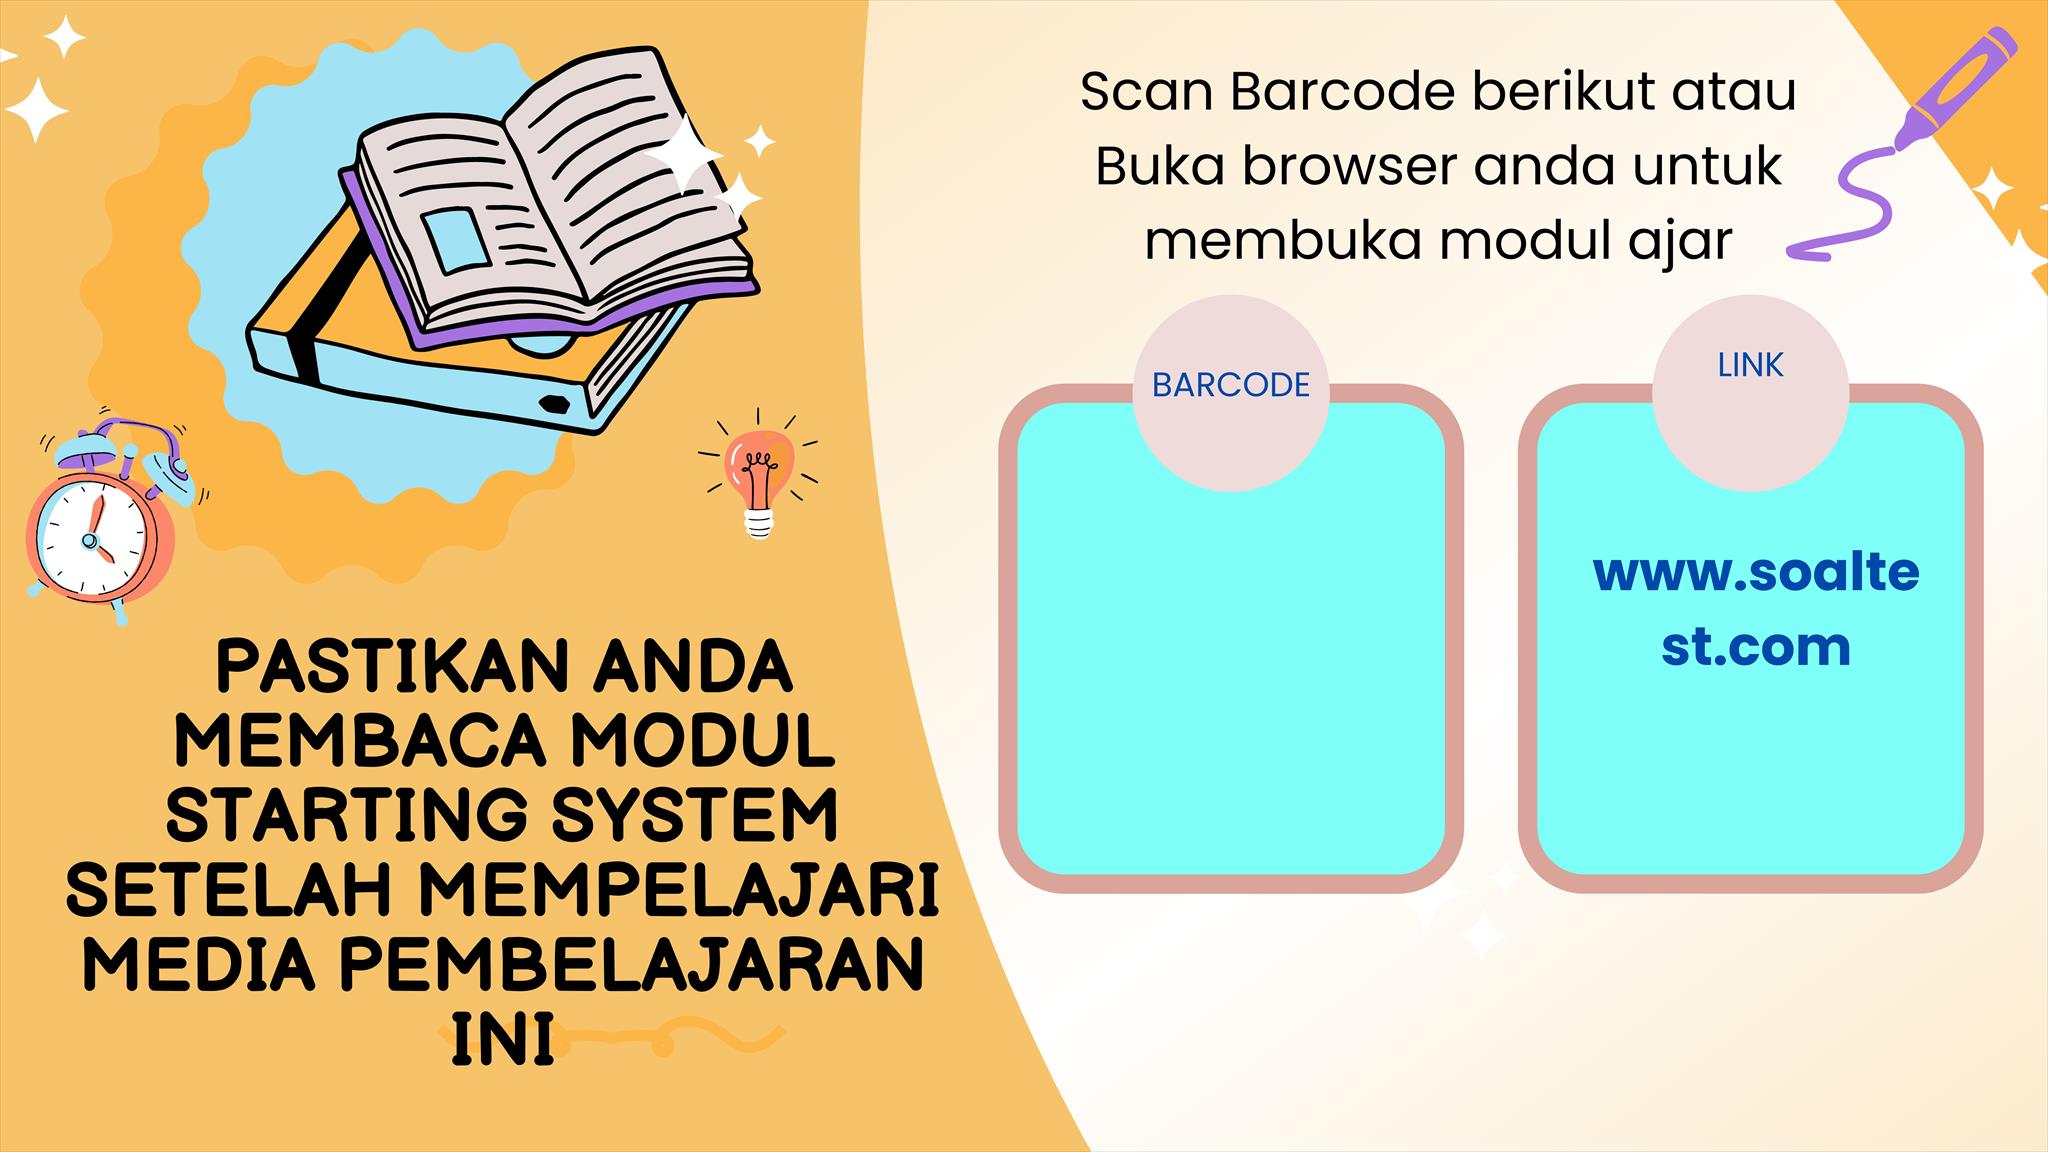 PASTIKAN ANDA
MEMBACA MODUL
STARTING SYSTEM
SETELAH MEMPELAJARI
MEDIA PEMBELAJARAN
INI
Scan Barcode berikut atau
Buka browser anda untuk
membuka modul ajar
BARCODE
LINK
www.soalte
st.com